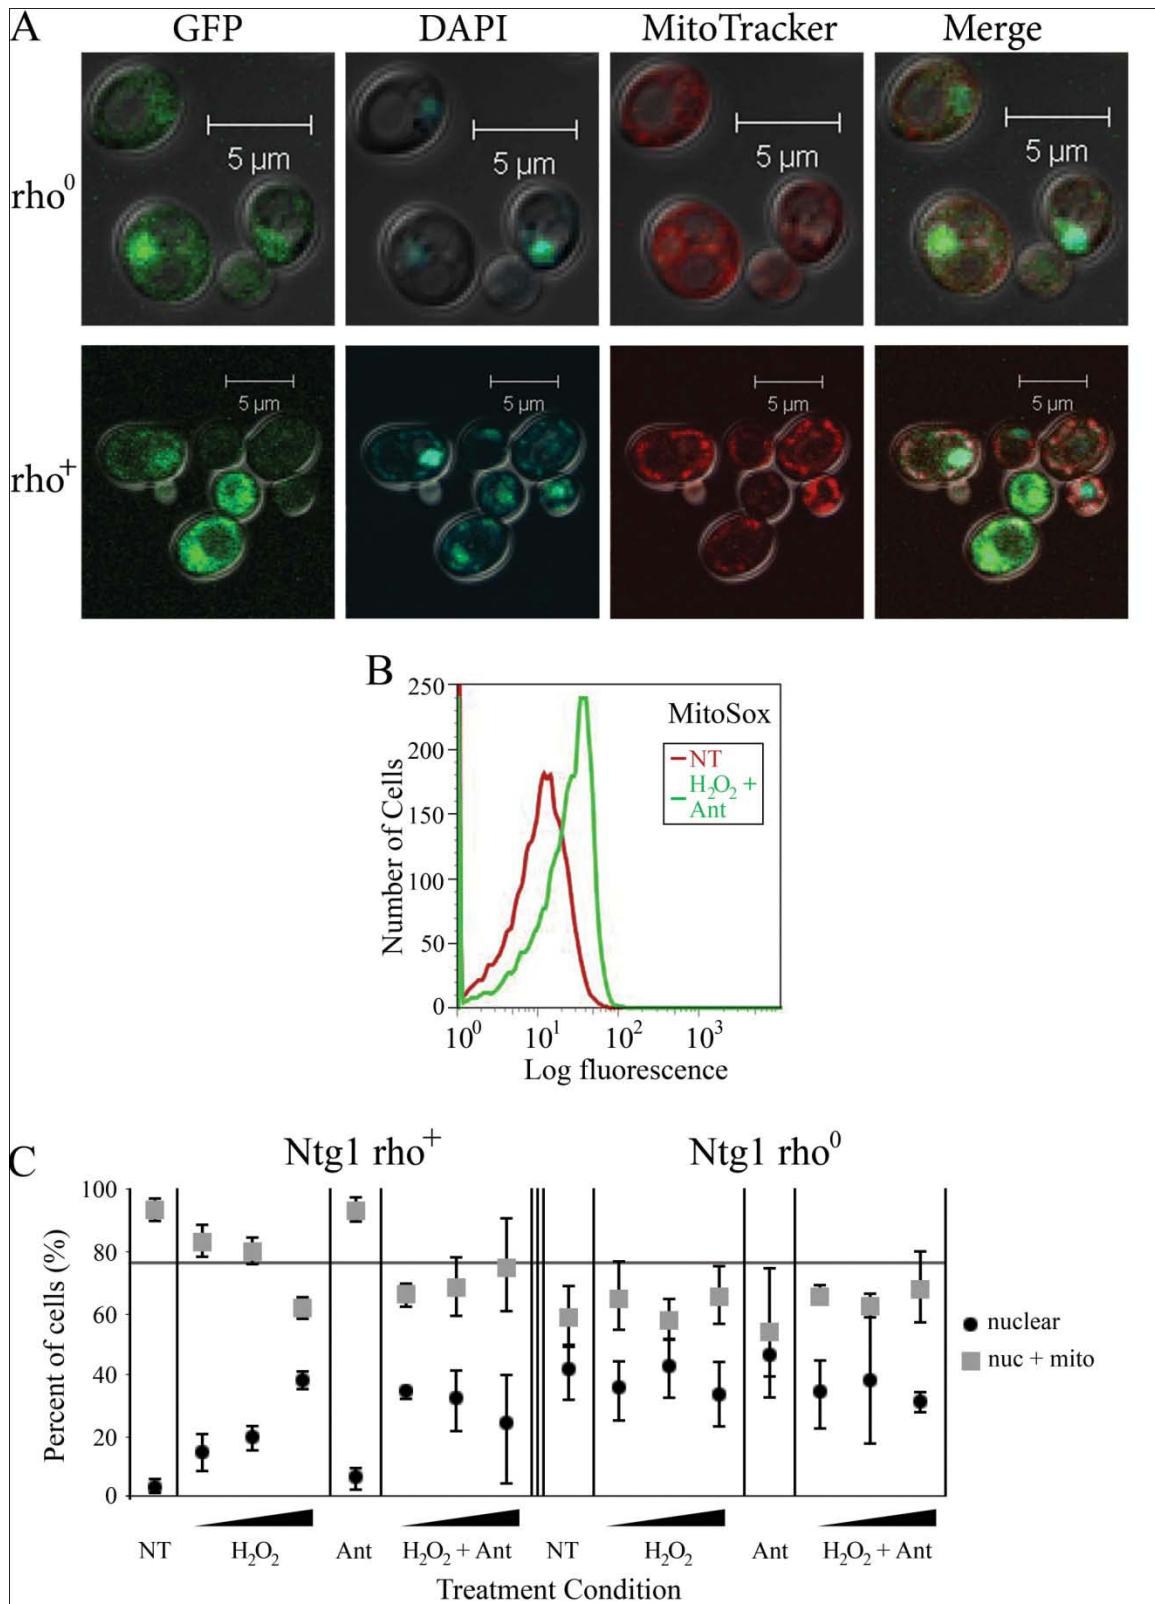 A
GFP DAPI MitoTracker Merge
rho⁰
5 µm 5 µm 5 µm 5 µm
rho⁺
5 µm 5 µm 5 µm 5 µm
B
MitoSox
NT
H₂O₂ +
Ant
Number of Cells
250
200
150
100
50
0
10⁰ 10¹ 10² 10³
Log fluorescence
C
Ntg1 rho⁺ Ntg1 rho⁰
Percent of cells (%)
100
80
60
40
20
0
nuclear
nuc + mito
NT H₂O₂ Ant H₂O₂ + Ant NT H₂O₂ Ant H₂O₂ + Ant
Treatment Condition